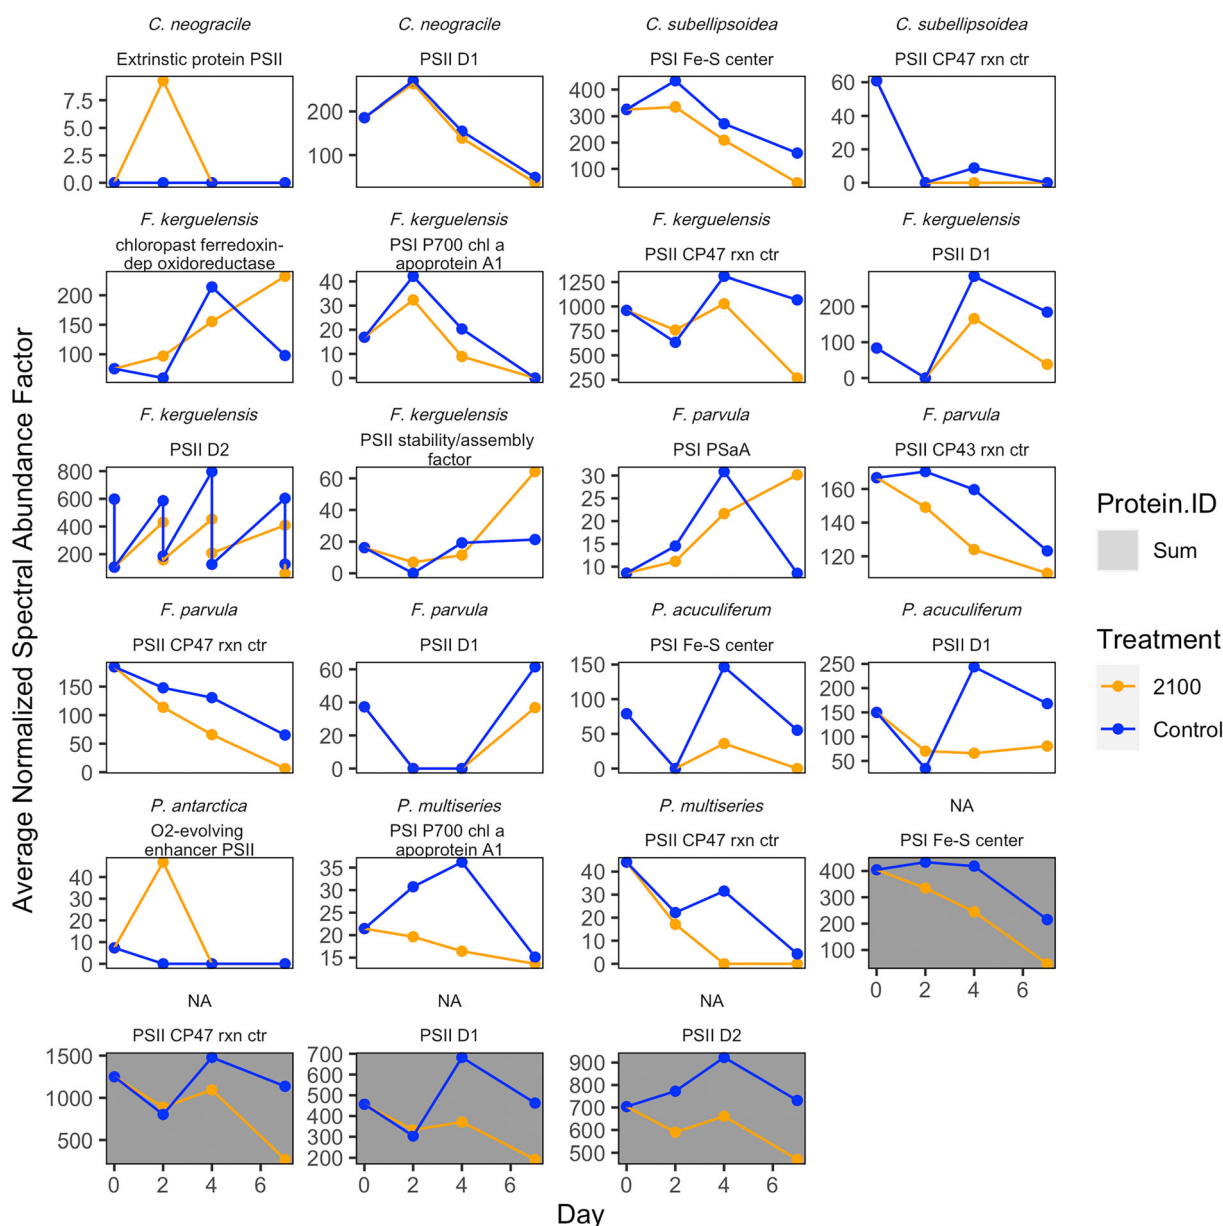 C. neogracile
C. neogracile
C. subellipsoidea
C. subellipsoidea
Extrinstic protein PSII
PSII D1
PSI Fe-S center
PSII CP47 rxn ctr
7.5
5.0
2.5
0.0
200
100
400
300
200
100
60
40
20
0
F. kerguelensis
F. kerguelensis
F. kerguelensis
F. kerguelensis
chloropast ferredoxin-
dep oxidoreductase
PSI P700 chl a
apoprotein A1
PSII CP47 rxn ctr
PSII D1
200
150
100
40
30
20
10
0
1250
1000
750
500
250
200
100
0
F. kerguelensis
F. kerguelensis
F. parvula
F. parvula
PSII D2
PSII stability/assembly
factor
PSI PSaA
PSII CP43 rxn ctr
800
600
400
200
60
40
20
0
30
25
20
15
10
160
140
120
F. parvula
F. parvula
P. acuculiferum
P. acuculiferum
PSII CP47 rxn ctr
PSII D1
PSI Fe-S center
PSII D1
150
100
50
0
60
40
20
0
150
100
50
0
250
200
150
100
50
P. antarctica
P. multiseries
P. multiseries
NA
O2-evolving
enhancer PSII
PSI P700 chl a
apoprotein A1
PSII CP47 rxn ctr
PSI Fe-S center
40
30
20
10
0
35
30
25
20
15
40
30
20
10
0
400
300
200
100
0 2 4 6
NA
NA
NA
PSII CP47 rxn ctr
PSII D1
PSII D2
1500
1000
500
700
600
500
400
300
200
900
800
700
600
500
0 2 4 6
0 2 4 6
0 2 4 6
Day
Average Normalized Spectral Abundance Factor
Protein.ID
Sum
Treatment
2100
Control